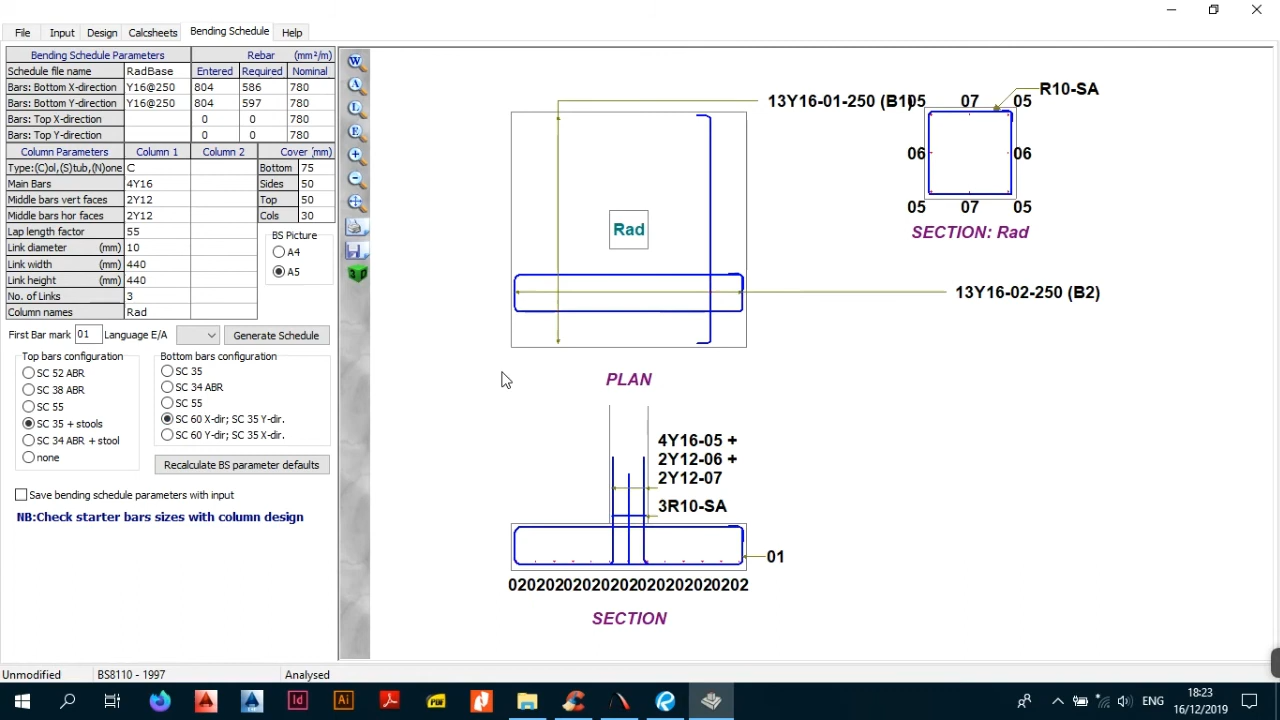 File Input Design Calcsheets Bending Schedule Help
Bending Schedule Parameters Rebar (mm²/m)
Schedule file name RadBase Entered Required Nominal
Bars: Bottom X-direction Y16@250 804 586 780
Bars: Bottom Y-direction Y16@250 804 597 780
Bars: Top X-direction 0 0 780
Bars: Top Y-direction 0 0 780
Column Parameters Column 1 Column 2 Cover (mm)
Type:(C)ol,(S)tub,(N)one C Bottom 75
Main Bars 4Y16 Sides 50
Middle bars vert faces 2Y12 Top 50
Middle bars hor faces 2Y12 Cols 30
Lap length factor 55
Link diameter (mm) 10
Link width (mm) 440
Link height (mm) 440
No. of Links 3
Column names Rad
BS Picture
A4
A5
First Bar mark 01 Language E/A Generate Schedule
Top bars configuration
SC 52 ABR
SC 38 ABR
SC 55
SC 35 + stools
SC 34 ABR + stool
none
Bottom bars configuration
SC 35
SC 34 ABR
SC 55
SC 60 X-dir; SC 35 Y-dir.
SC 60 Y-dir; SC 35 X-dir.
Recalculate BS parameter defaults
Save bending schedule parameters with input
NB:Check starter bars sizes with column design
W
A
L
E
3D
13Y16-01-250 (B1)
Rad
13Y16-02-250 (B2)
PLAN
R10-SA
05 07 05
06 06
05 07 05
SECTION: Rad
4Y16-05 +
2Y12-06 +
2Y12-07
3R10-SA
01
02020202020202020202020202
SECTION
Unmodified BS8110 - 1997 Analysed
Id Ai
ENG
18:23
16/12/2019